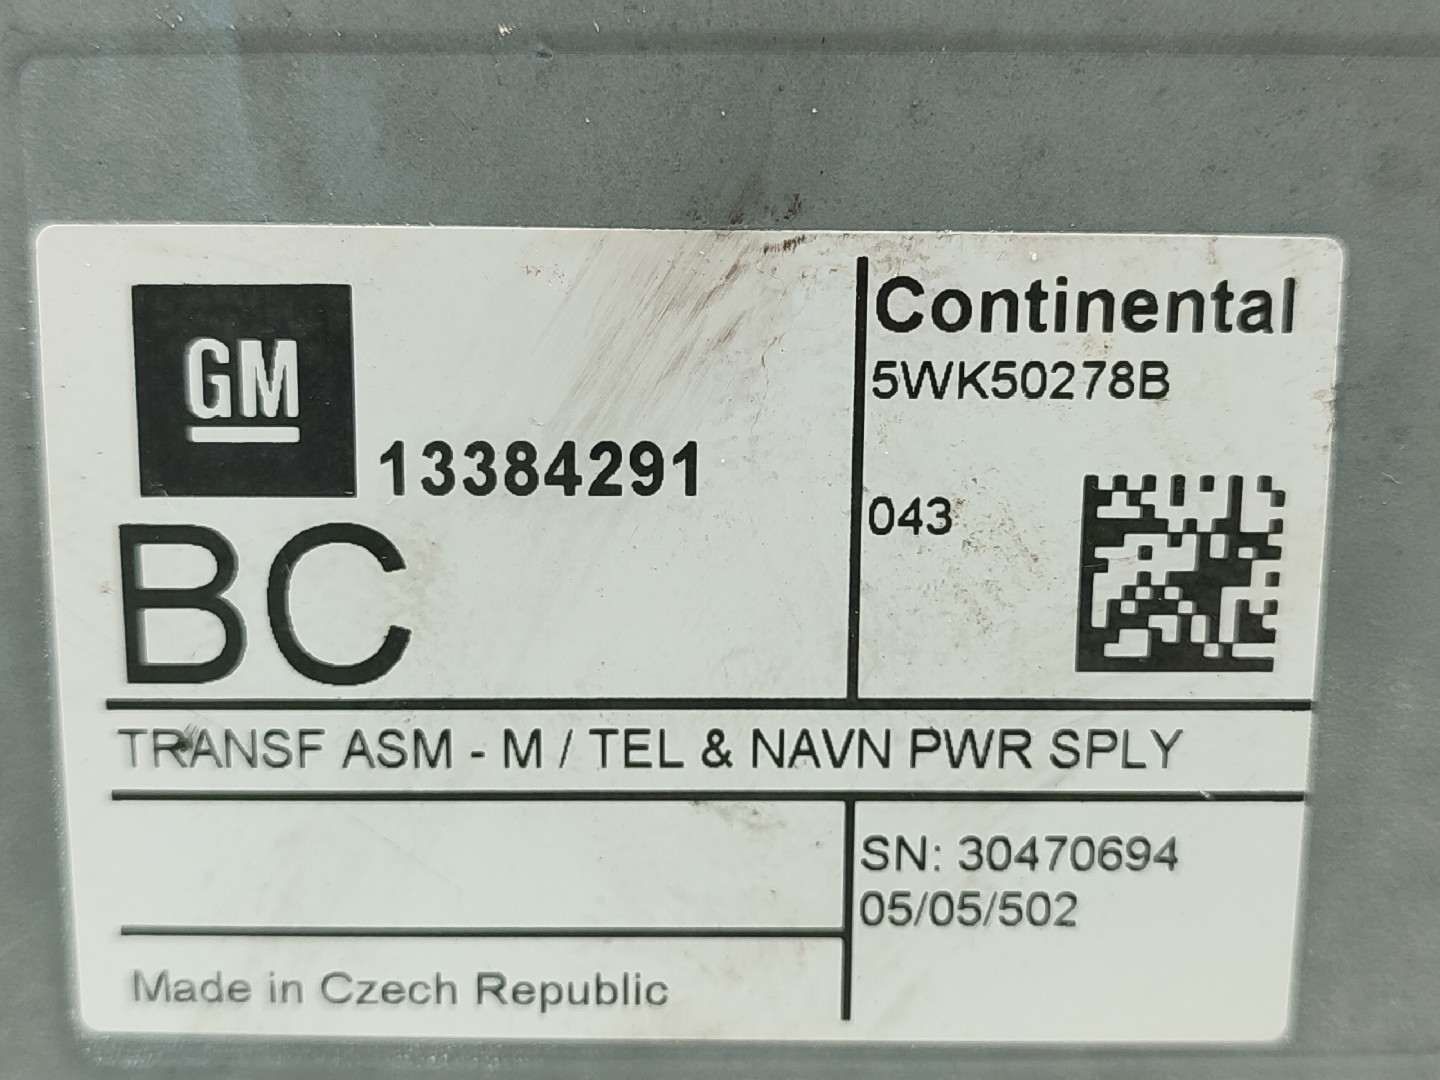 GM
13384291
BC
Continental
5WK50278B
043
TRANSF ASM - M / TEL & NAVN PWR SPLY
SN: 30470694
05/05/502
Made in Czech Republic